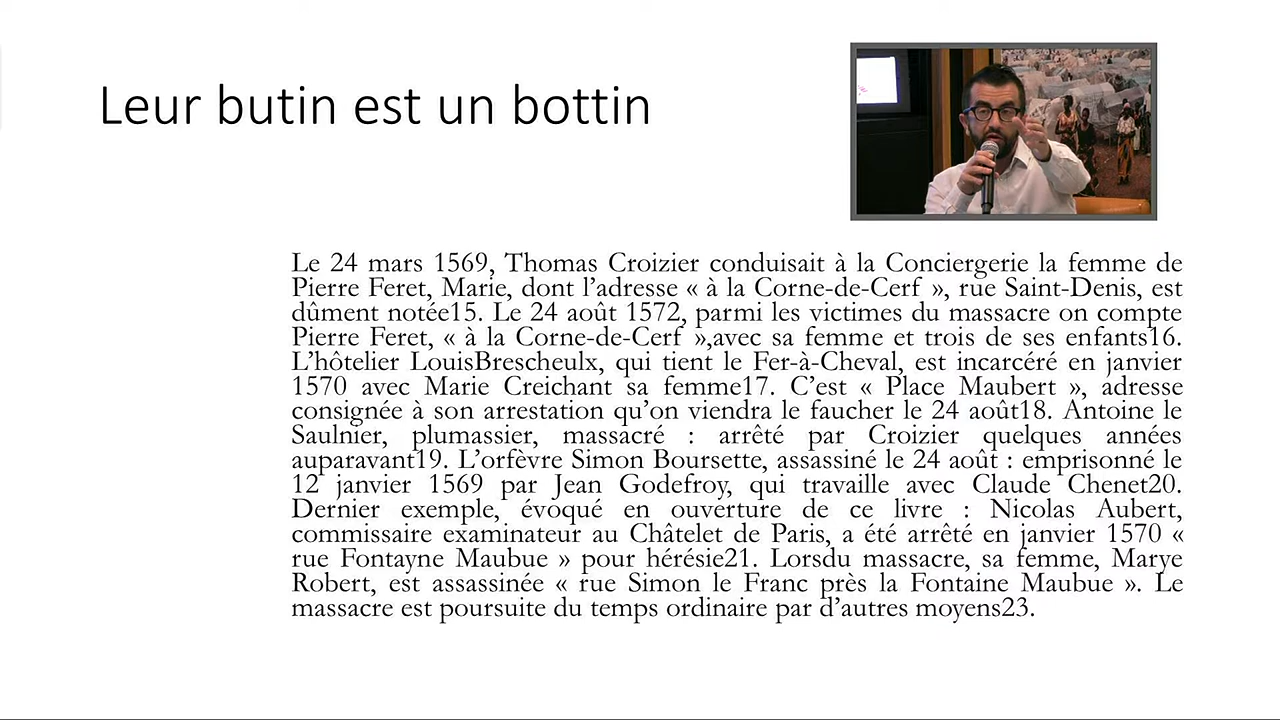 Leur butin est un bottin
Le 24 mars 1569, Thomas Croizier conduisait à la Conciergerie la femme de
Pierre Feret, Marie, dont l’adresse « à la Corne-de-Cerf », rue Saint-Denis, est
dûment notée15. Le 24 août 1572, parmi les victimes du massacre on compte
Pierre Feret, « à la Corne-de-Cerf »,avec sa femme et trois de ses enfants16.
L’hôtelier LouisBrescheulx, qui tient le Fer-à-Cheval, est incarcéré en janvier
1570 avec Marie Creichant sa femme17. C’est « Place Maubert », adresse
consignée à son arrestation qu’on viendra le faucher le 24 août18. Antoine le
Saulnier, plumassier, massacré : arrêté par Croizier quelques années
auparavant19. L’orfèvre Simon Boursette, assassiné le 24 août : emprisonné le
12 janvier 1569 par Jean Godefroy, qui travaille avec Claude Chenet20.
Dernier exemple, évoqué en ouverture de ce livre : Nicolas Aubert,
commissaire examinateur au Châtelet de Paris, a été arrêté en janvier 1570 «
rue Fontayne Maubue » pour hérésie21. Lorsdu massacre, sa femme, Marye
Robert, est assassinée « rue Simon le Franc près la Fontaine Maubue ». Le
massacre est poursuite du temps ordinaire par d’autres moyens23.